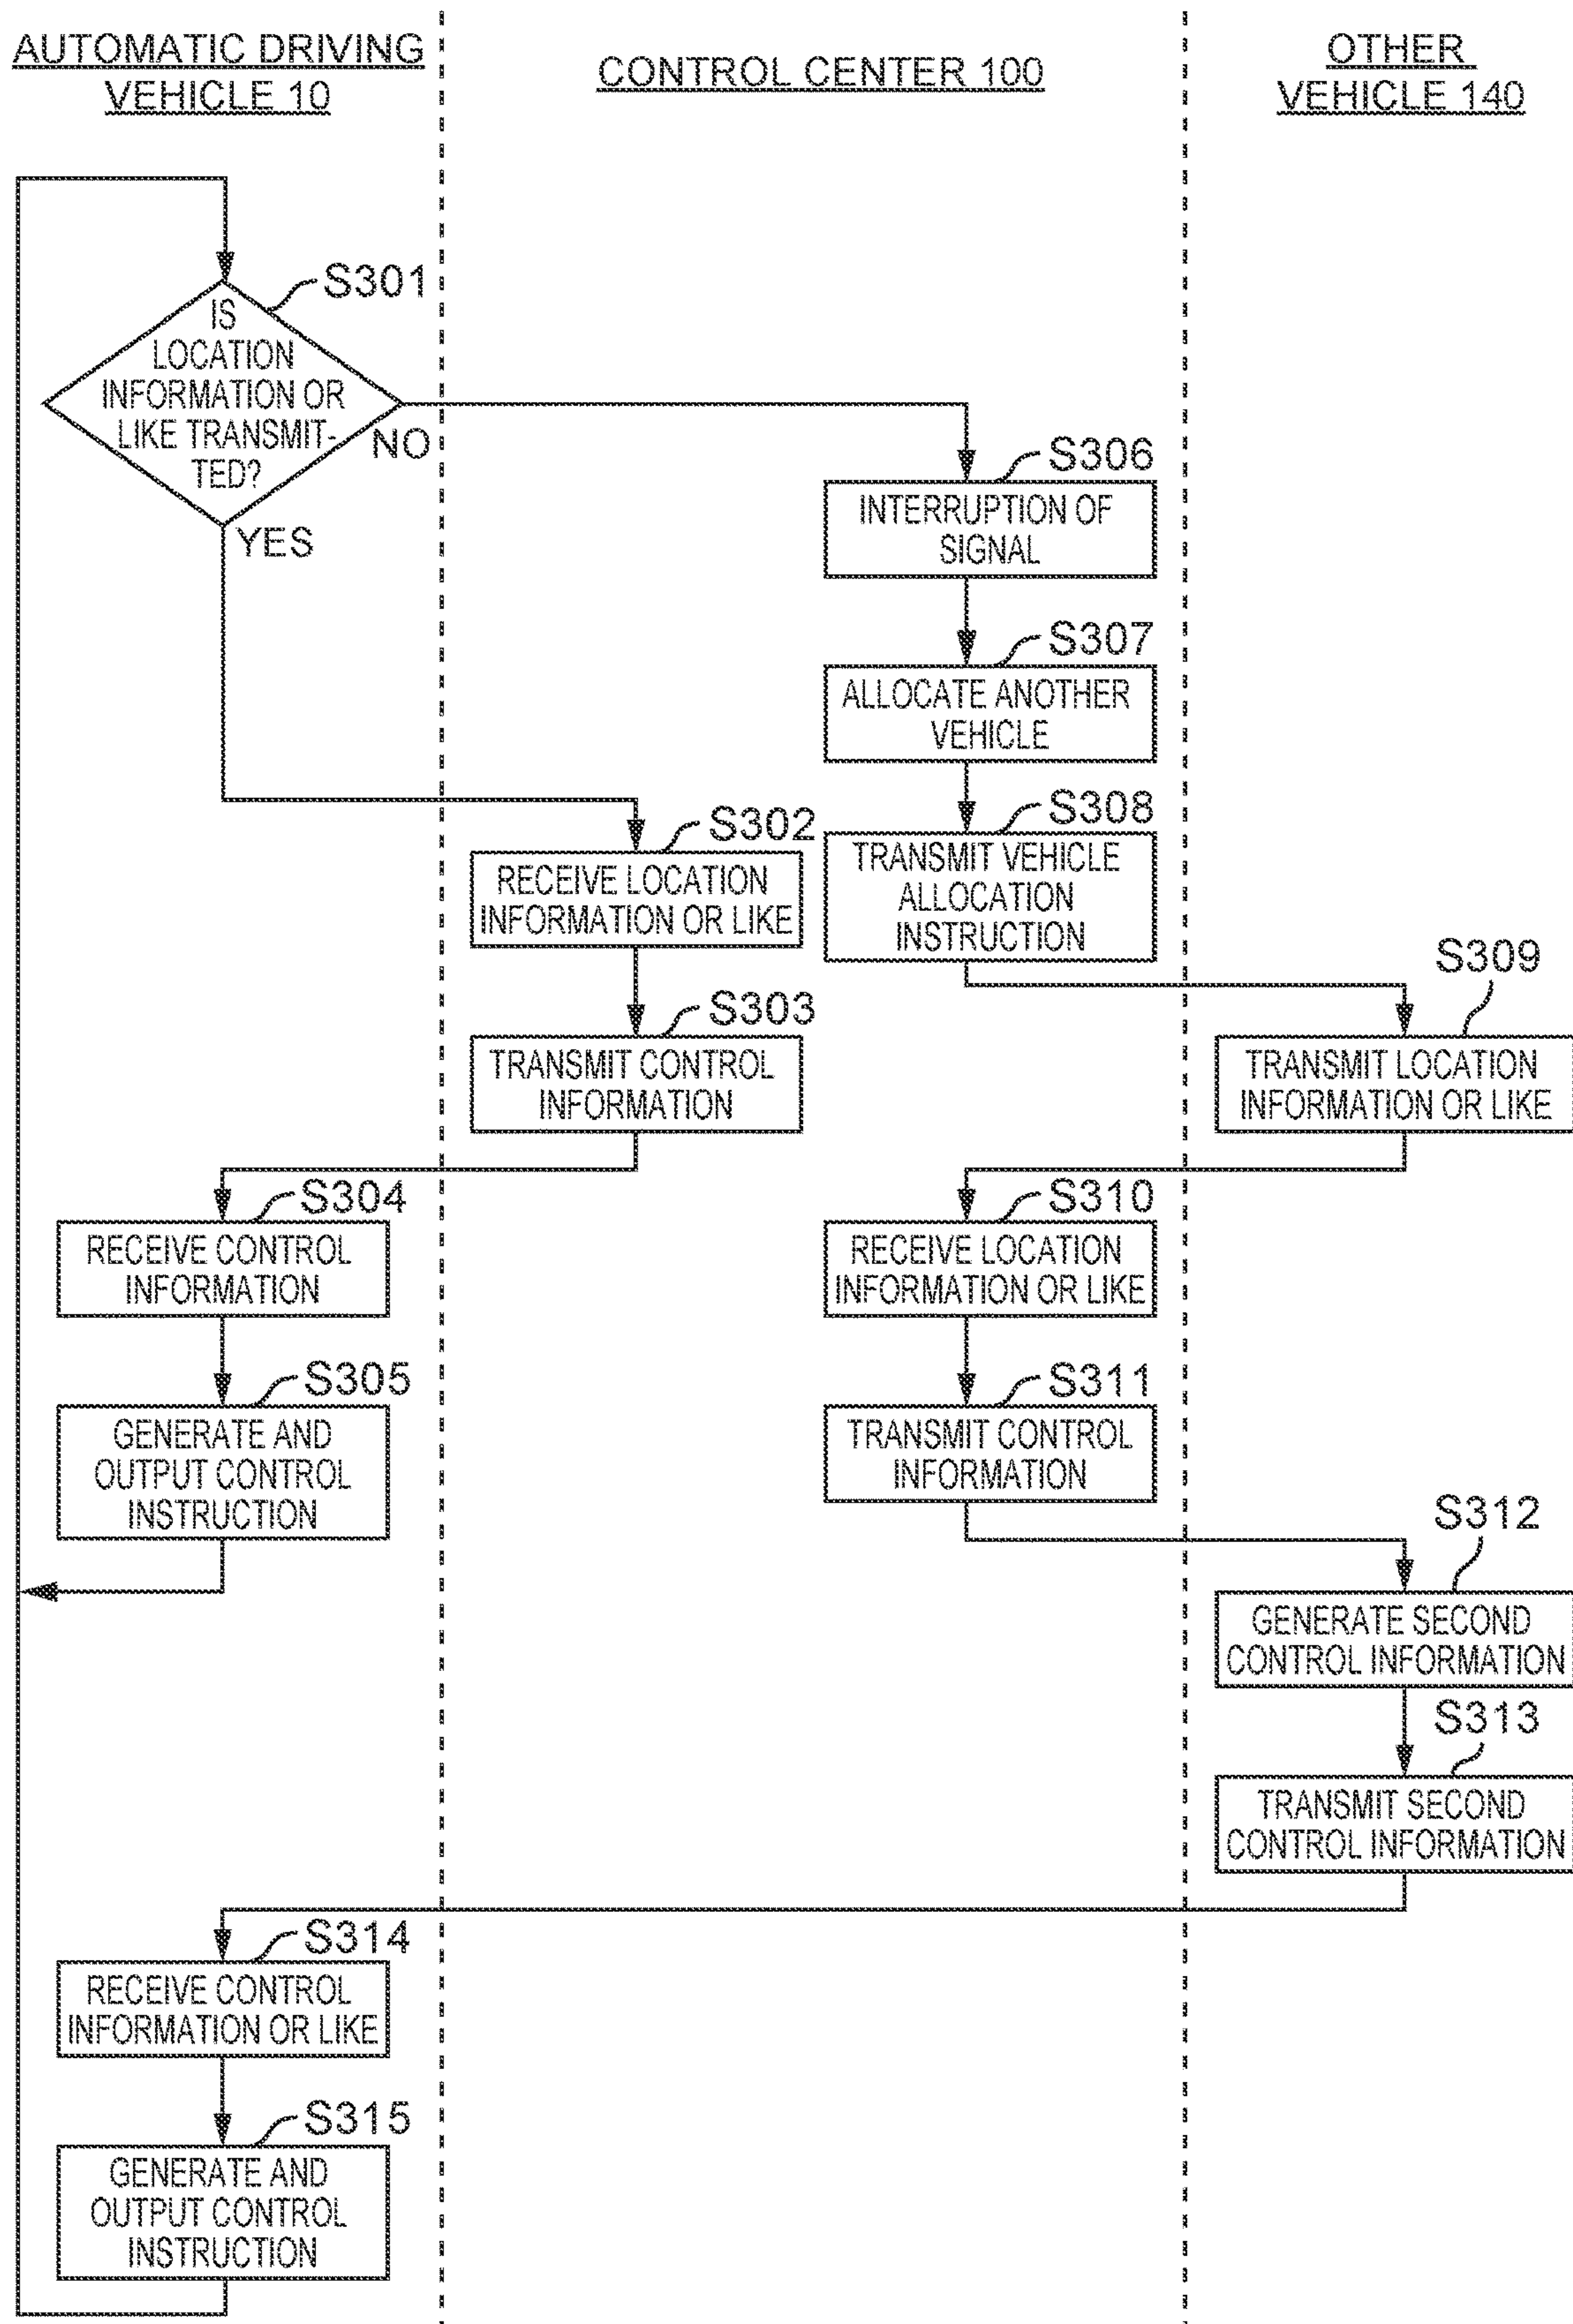 AUTOMATIC DRIVING
VEHICLE 10
CONTROL CENTER 100
OTHER
VEHICLE 140
S301
IS
LOCATION
INFORMATION OR
LIKE TRANSMIT-
TED?
NO
YES
S306
INTERRUPTION OF
SIGNAL
S307
ALLOCATE ANOTHER
VEHICLE
S302
RECEIVE LOCATION
INFORMATION OR LIKE
S308
TRANSMIT VEHICLE
ALLOCATION
INSTRUCTION
S303
TRANSMIT CONTROL
INFORMATION
S309
TRANSMIT LOCATION
INFORMATION OR LIKE
S304
RECEIVE CONTROL
INFORMATION
S310
RECEIVE LOCATION
INFORMATION OR LIKE
S305
GENERATE AND
OUTPUT CONTROL
INSTRUCTION
S311
TRANSMIT CONTROL
INFORMATION
S312
GENERATE SECOND
CONTROL INFORMATION
S313
TRANSMIT SECOND
CONTROL INFORMATION
S314
RECEIVE CONTROL
INFORMATION OR LIKE
S315
GENERATE AND
OUTPUT CONTROL
INSTRUCTION